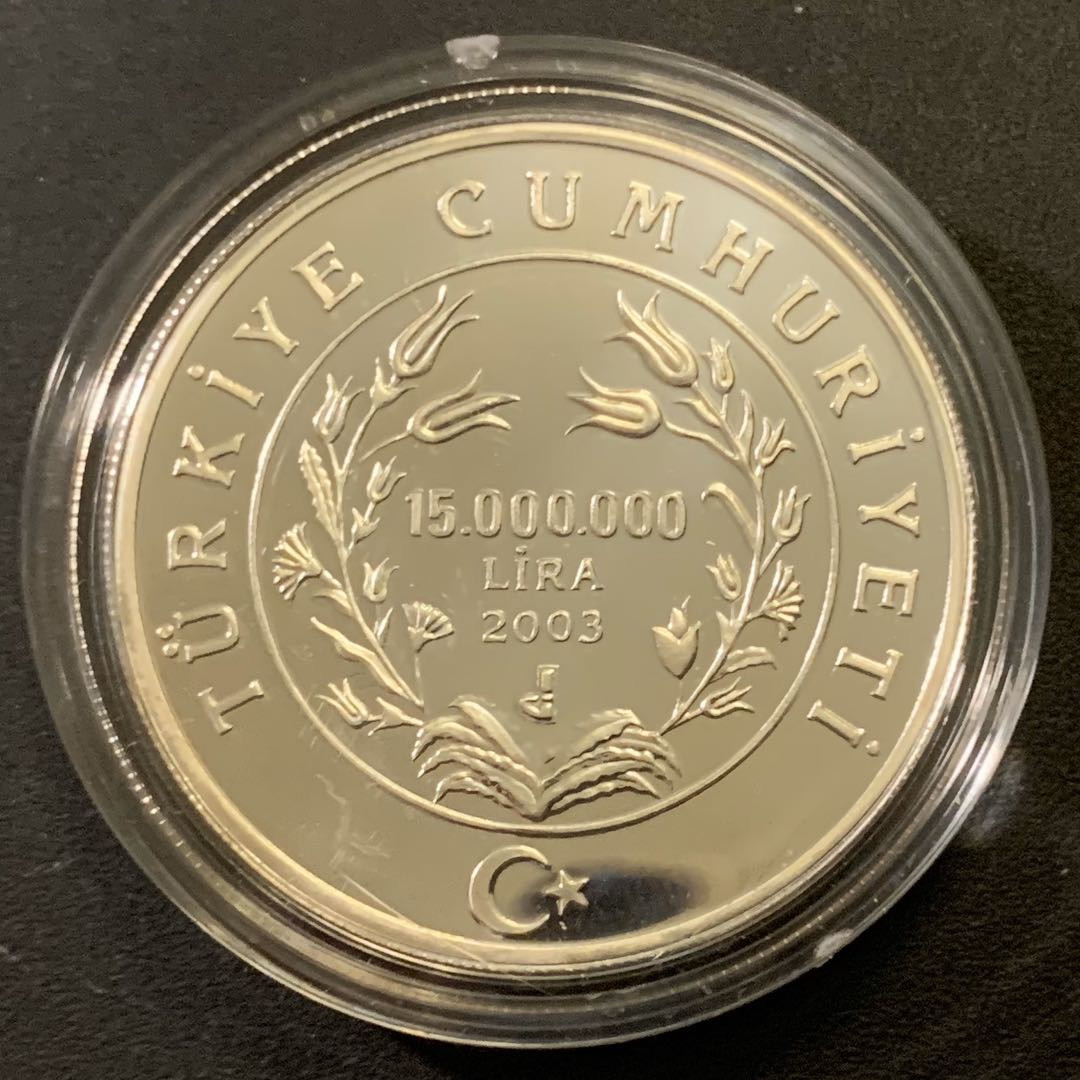 TÜRKİYE CUMHURİYETİ
15.000.000
LİRA
2003